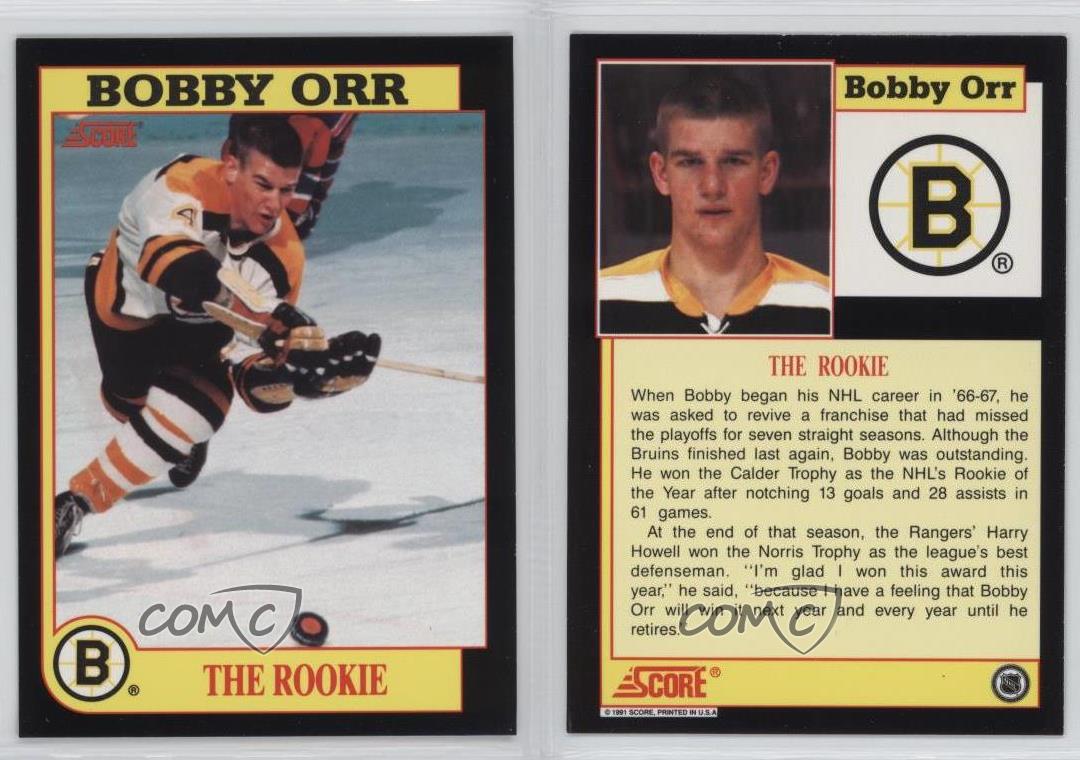 BOBBY ORR
SCORE®
4
COMC
B ®
THE ROOKIE
Bobby Orr
B ®
THE ROOKIE
When Bobby began his NHL career in '66-67, he
was asked to revive a franchise that had missed
the playoffs for seven straight seasons. Although the
Bruins finished last again, Bobby was outstanding.
He won the Calder Trophy as the NHL's Rookie of
the Year after notching 13 goals and 28 assists in
61 games.
At the end of that season, the Rangers' Harry
Howell won the Norris Trophy as the league's best
defenseman. "I'm glad I won this award this
year," he said, "because I have a feeling that Bobby
Orr will win it next year and every year until he
retires."
COMC
SCORE®
NHL
© 1991 SCORE, PRINTED IN U.S.A